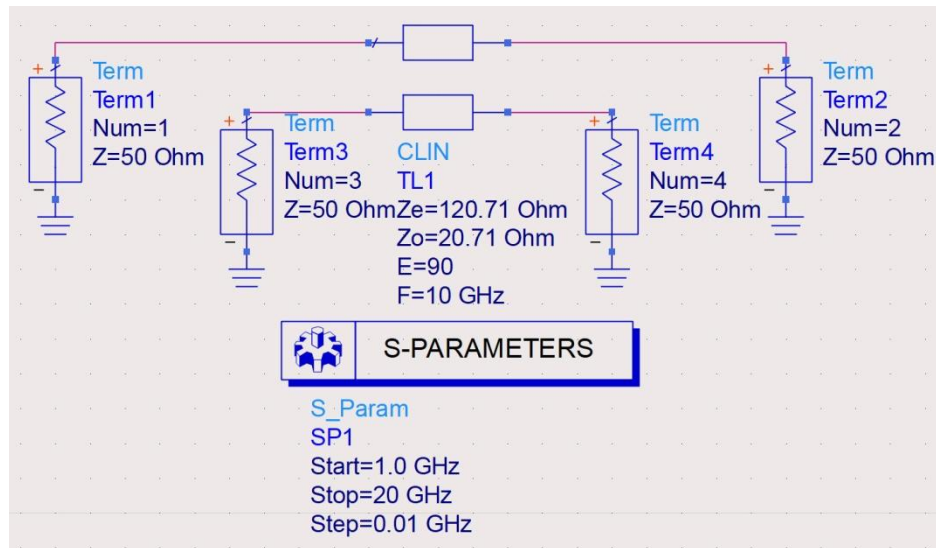 Term
Term1
Num=1
Z=50 Ohm
Term
Term2
Num=2
Z=50 Ohm
Term
Term3
Num=3
Z=50 Ohm
CLIN
TL1
Ze=120.71 Ohm
Zo=20.71 Ohm
E=90
F=10 GHz
Term
Term4
Num=4
Z=50 Ohm
S-PARAMETERS
S_Param
SP1
Start=1.0 GHz
Stop=20 GHz
Step=0.01 GHz